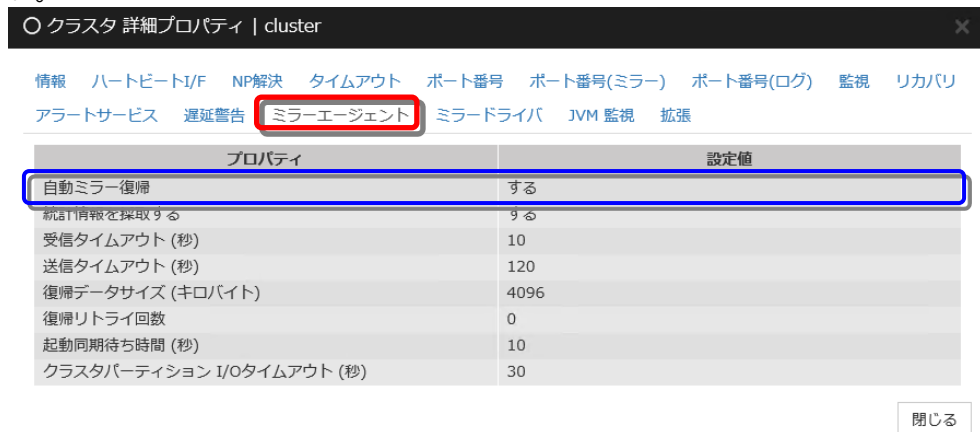 クラスタ 詳細プロパティ | cluster
情報 ハートビートI/F NP解決 タイムアウト ポート番号 ポート番号(ミラー) ポート番号(ログ) 監視 リカバリ
アラートサービス 遅延警告 ミラーエージェント ミラードライバ JVM 監視 拡張
プロパティ 設定値
自動ミラー復帰 する
統計情報を採取する する
受信タイムアウト (秒) 10
送信タイムアウト (秒) 120
復帰データサイズ (キロバイト) 4096
復帰リトライ回数 0
起動同期待ち時間 (秒) 10
クラスタパーティション I/Oタイムアウト (秒) 30
閉じる